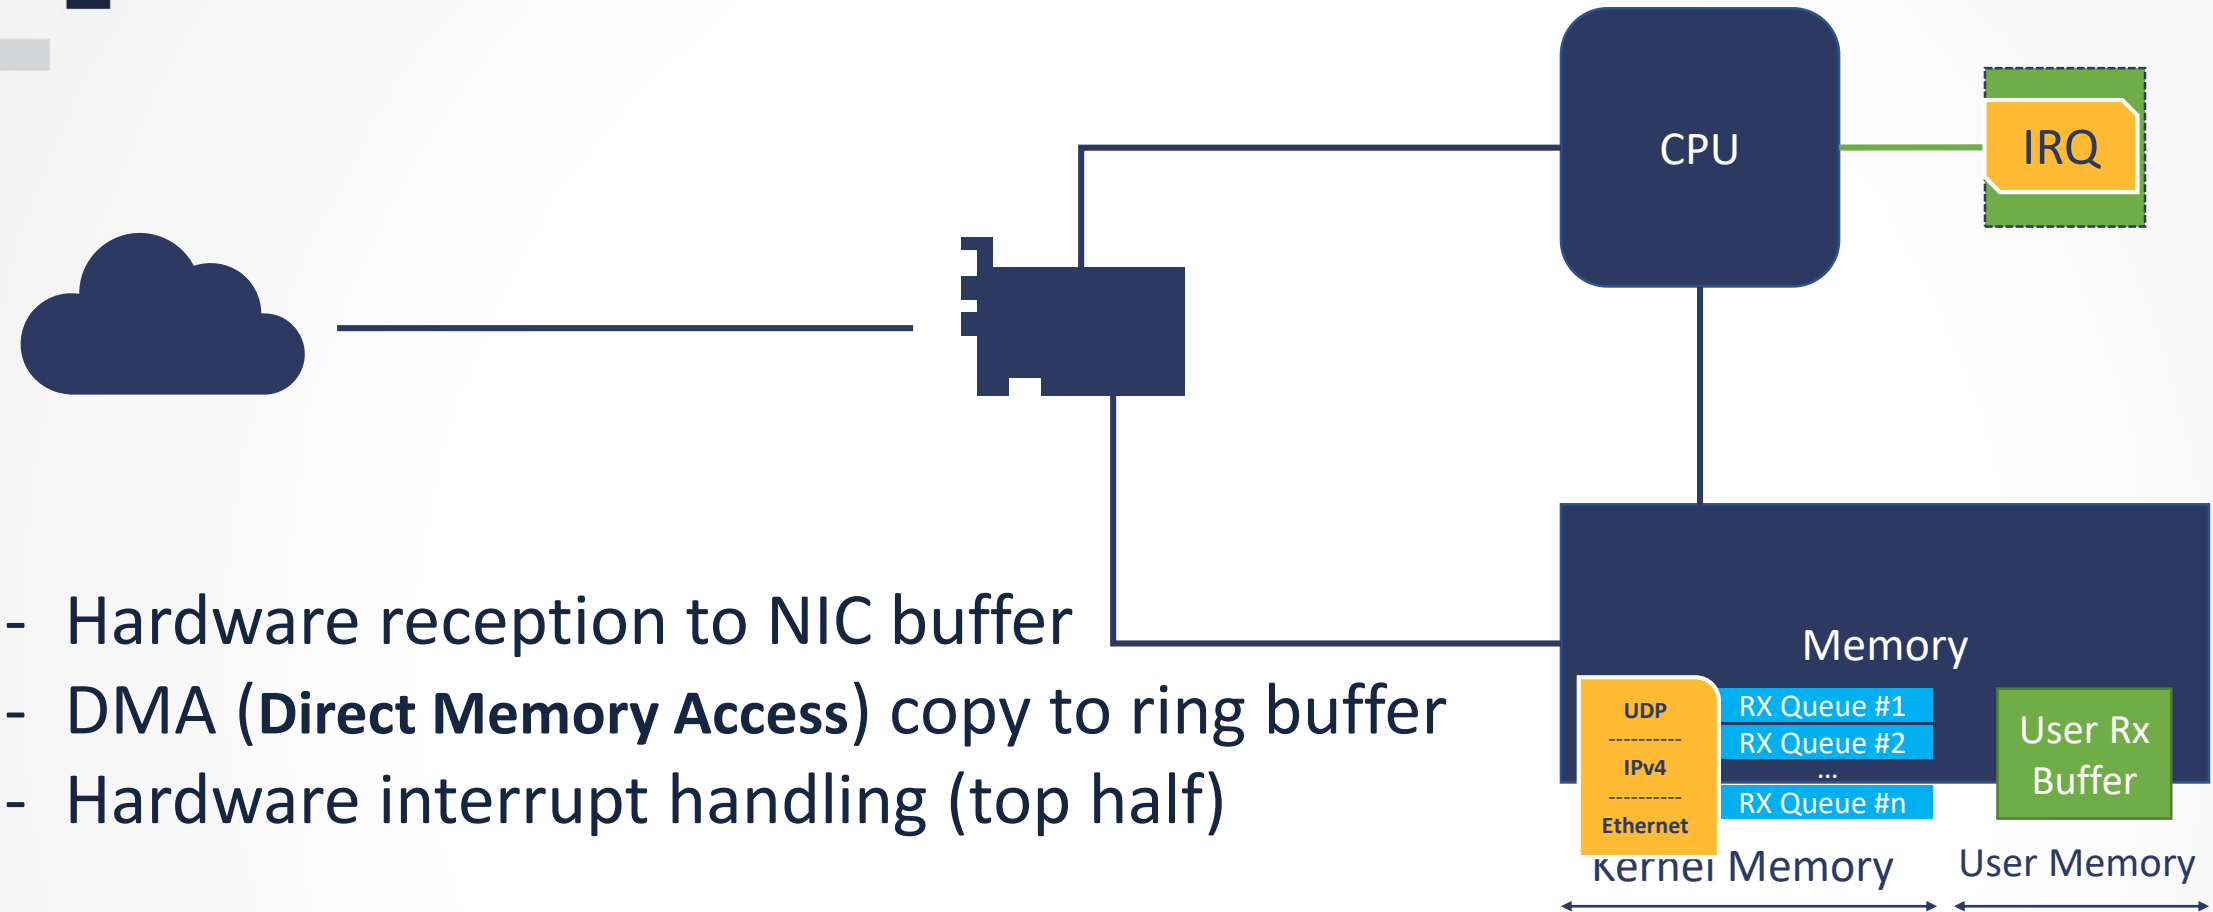 CPU
IRQ
- Hardware reception to NIC buffer
- DMA (Direct Memory Access) copy to ring buffer
- Hardware interrupt handling (top half)
Memory
UDP
----------
IPv4
----------
Ethernet
RX Queue #1
RX Queue #2
...
RX Queue #n
User Rx
Buffer
Kernel Memory
User Memory